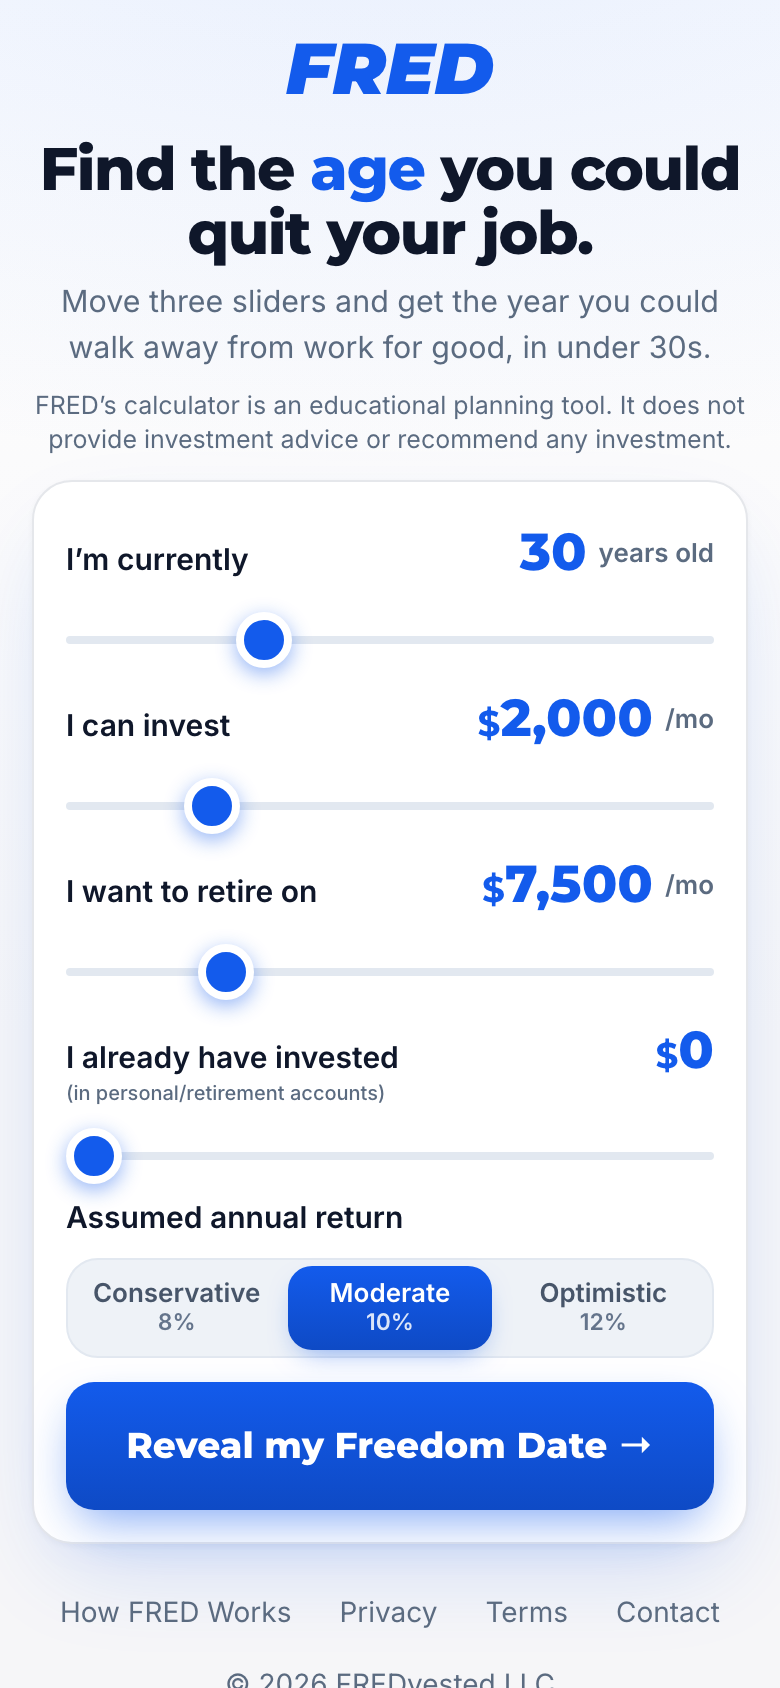 FRED
Find the age you could
quit your job.
Move three sliders and get the year you could
walk away from work for good, in under 30s.
FRED’s calculator is an educational planning tool. It does not
provide investment advice or recommend any investment.
I’m currently 30 years old
I can invest $2,000 /mo
I want to retire on $7,500 /mo
I already have invested $0
(in personal/retirement accounts)
Assumed annual return
Conservative Moderate Optimistic
8% 10% 12%
Reveal my Freedom Date →
How FRED Works Privacy Terms Contact
© 2026 FREDvested LLC